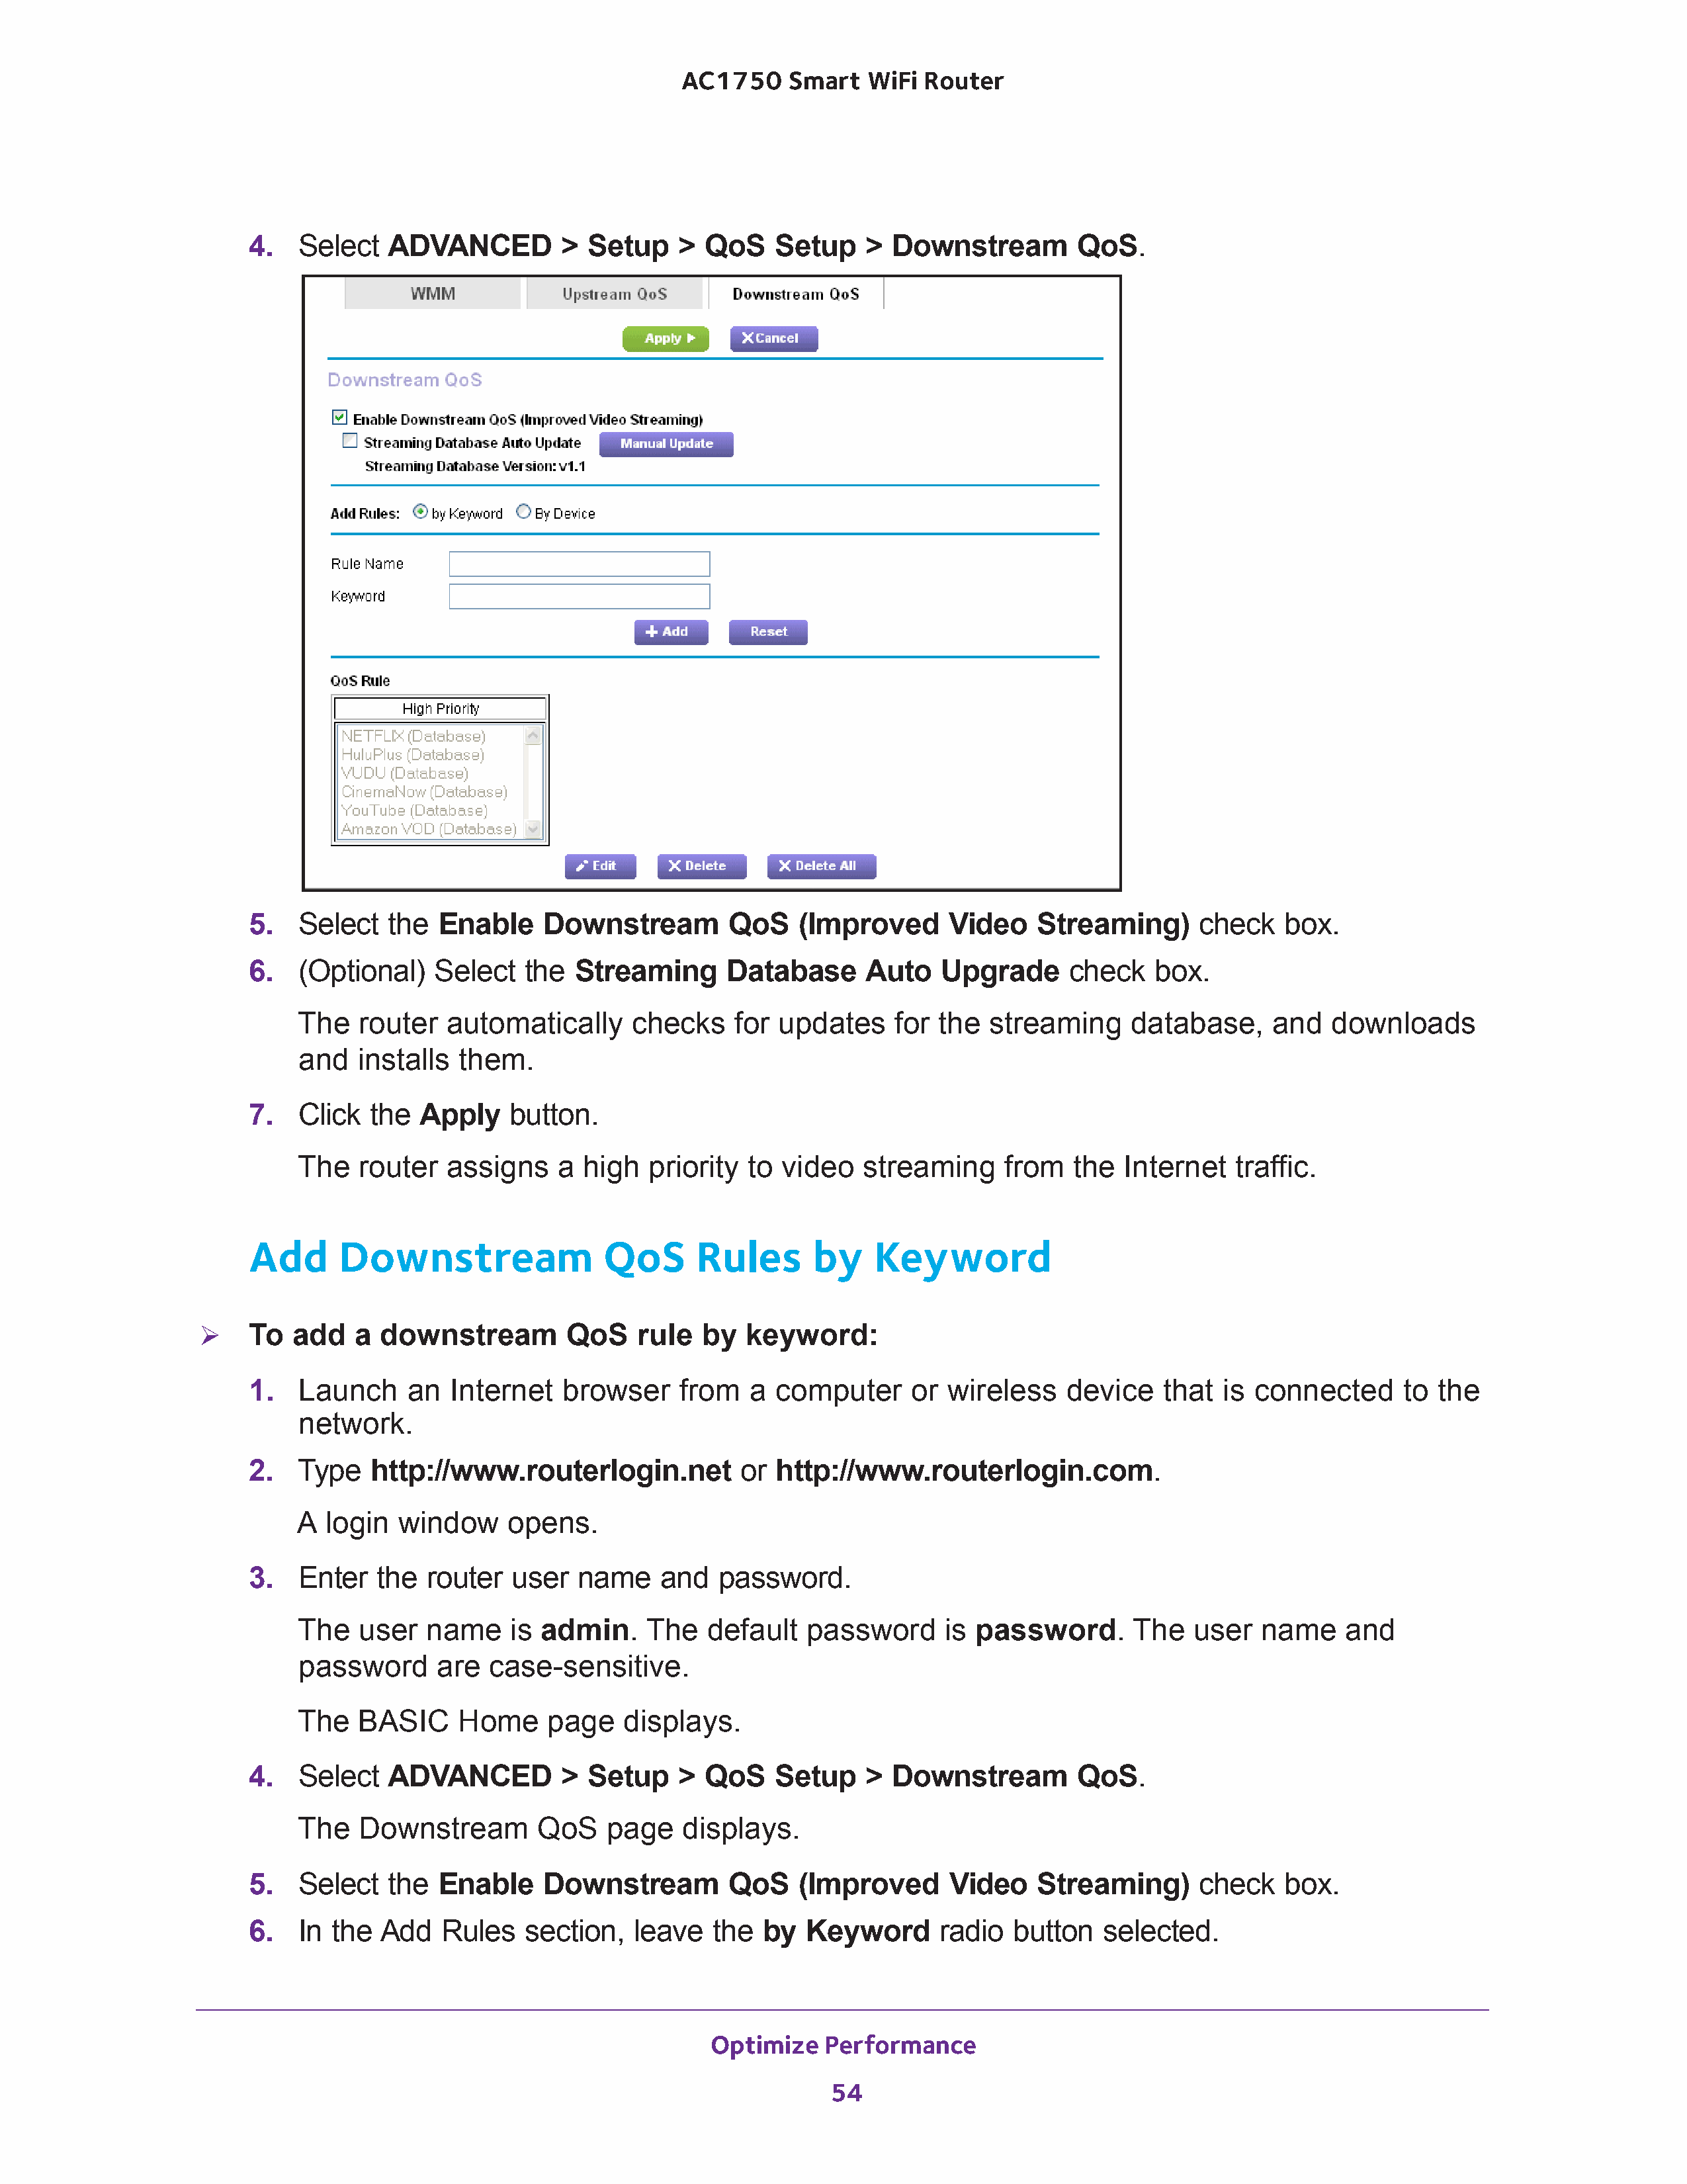 AC1750 Smart WiFi Router
4. Select ADVANCED > Setup > QoS Setup > Downstream QoS.
WMM Upstream QoS Downstream QoS
Apply Cancel
Downstream QoS
Enable Downstream QoS (Improved Video Streaming)
Streaming Database Auto Update Manual Update
Streaming Database Version: v1.1
Add Rules: by Keyword By Device
Rule Name
Keyword
+ Add Reset
QoS Rule
High Priority
NETFLIX (Database)
HuluPlus (Database)
VUDU (Database)
CinemaNow (Database)
YouTube (Database)
Amazon VOD (Database)
Edit Delete Delete All
5. Select the Enable Downstream QoS (Improved Video Streaming) check box.
6. (Optional) Select the Streaming Database Auto Upgrade check box.
The router automatically checks for updates for the streaming database, and downloads
and installs them.
7. Click the Apply button.
The router assigns a high priority to video streaming from the Internet traffic.
Add Downstream QoS Rules by Keyword
To add a downstream QoS rule by keyword:
1. Launch an Internet browser from a computer or wireless device that is connected to the
network.
2. Type http://www.routerlogin.net or http://www.routerlogin.com.
A login window opens.
3. Enter the router user name and password.
The user name is admin. The default password is password. The user name and
password are case-sensitive.
The BASIC Home page displays.
4. Select ADVANCED > Setup > QoS Setup > Downstream QoS.
The Downstream QoS page displays.
5. Select the Enable Downstream QoS (Improved Video Streaming) check box.
6. In the Add Rules section, leave the by Keyword radio button selected.
Optimize Performance
54